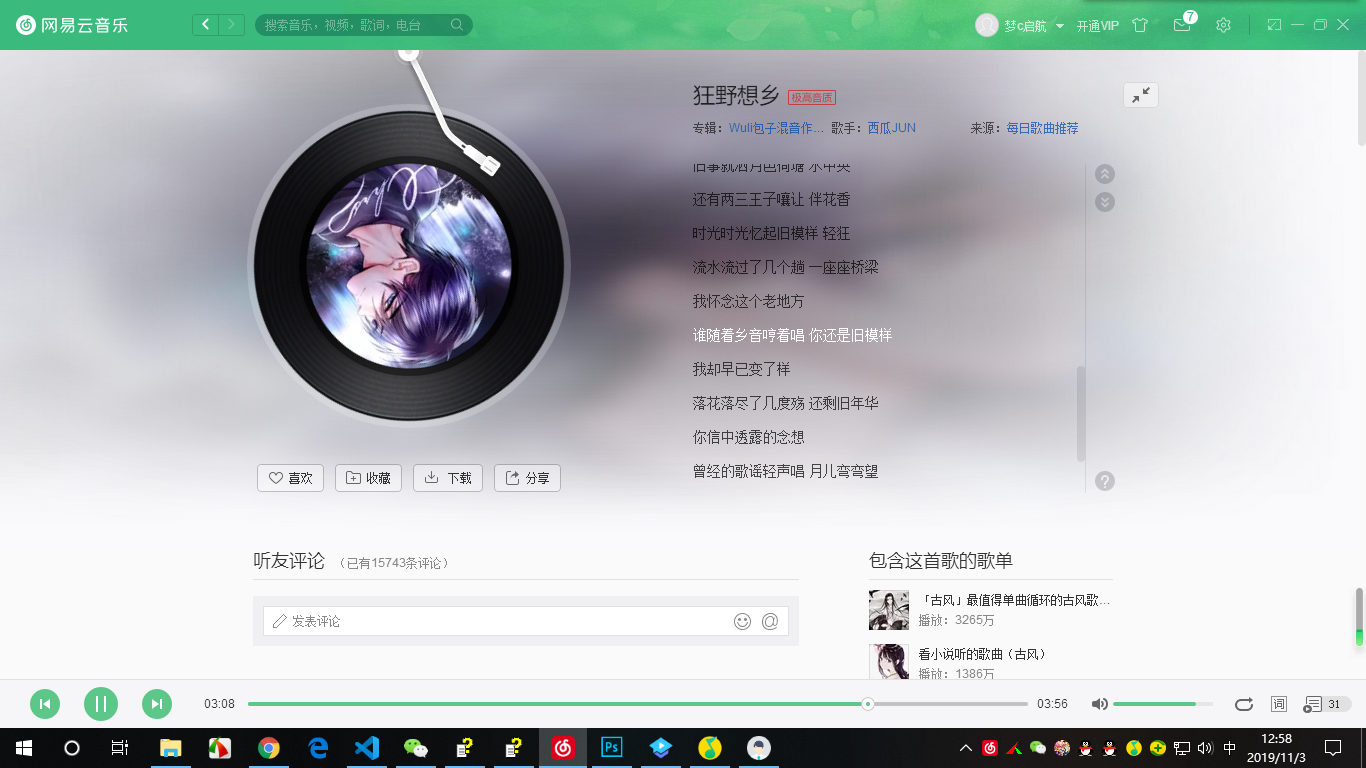 网易云音乐
搜索音乐，视频，歌词，电台
梦c启航
开通VIP
7
狂野想乡 极高音质
专辑：Wuli包子混音作... 歌手：西瓜JUN 来源：每日歌曲推荐
还有两三王子嚷让 伴花香
时光时光忆起旧模样 轻狂
流水流过了几个趟 一座座桥梁
我怀念这个老地方
谁随着乡音哼着唱 你还是旧模样
我却早已变了样
落花落尽了几度殇 还剩旧年华
你信中透露的念想
曾经的歌谣轻声唱 月儿弯弯望
喜欢 收藏 下载 分享
听友评论 （已有15743条评论）
发表评论
包含这首歌的歌单
「古风」最值得单曲循环的古风歌...
播放：3265万
看小说听的歌曲（古风）
播放：1386万
03:08
03:56
词
31
Ps
中
12:58
2019/11/3